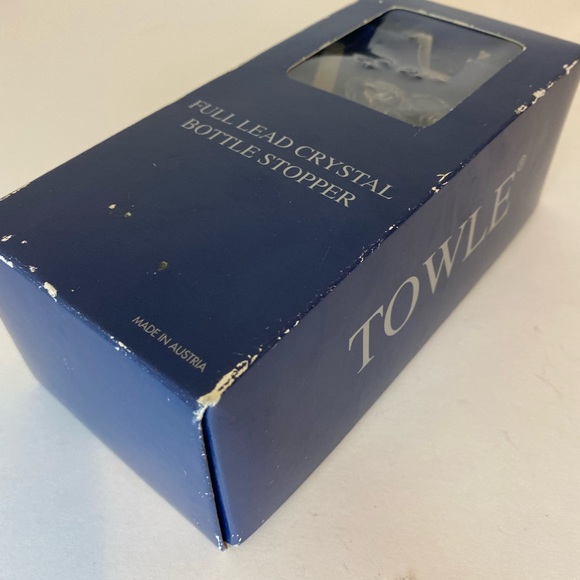 FULL LEAD CRYSTAL
BOTTLE STOPPER
MADE IN AUSTRIA
TOWLE®